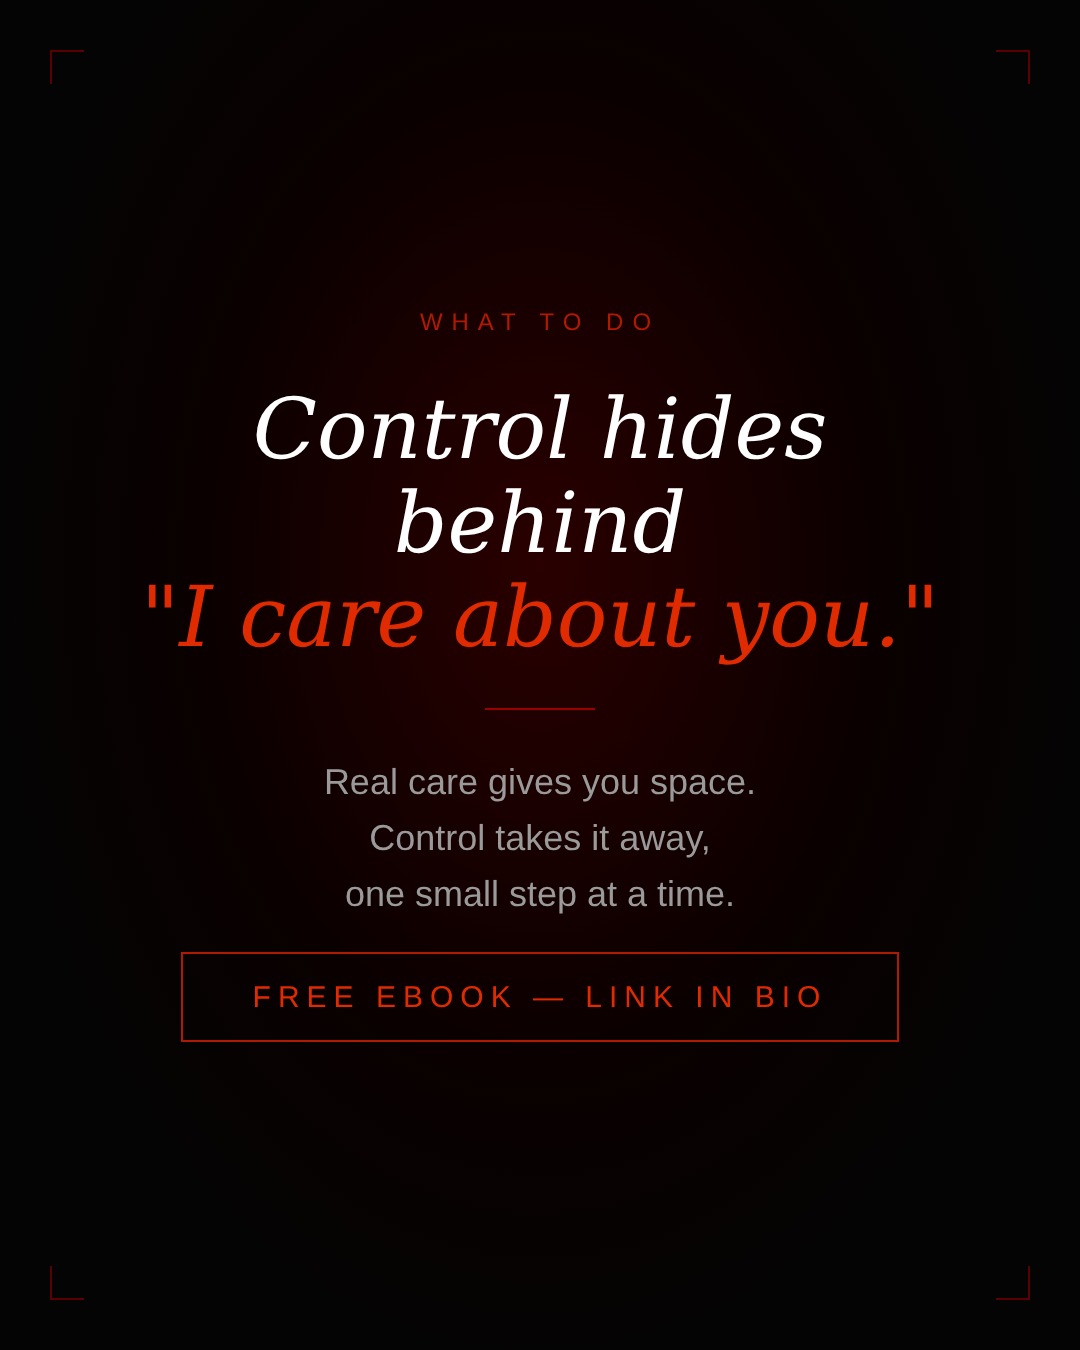 WHAT TO DO
Control hides
behind
"I care about you."
Real care gives you space.
Control takes it away,
one small step at a time.
FREE EBOOK — LINK IN BIO